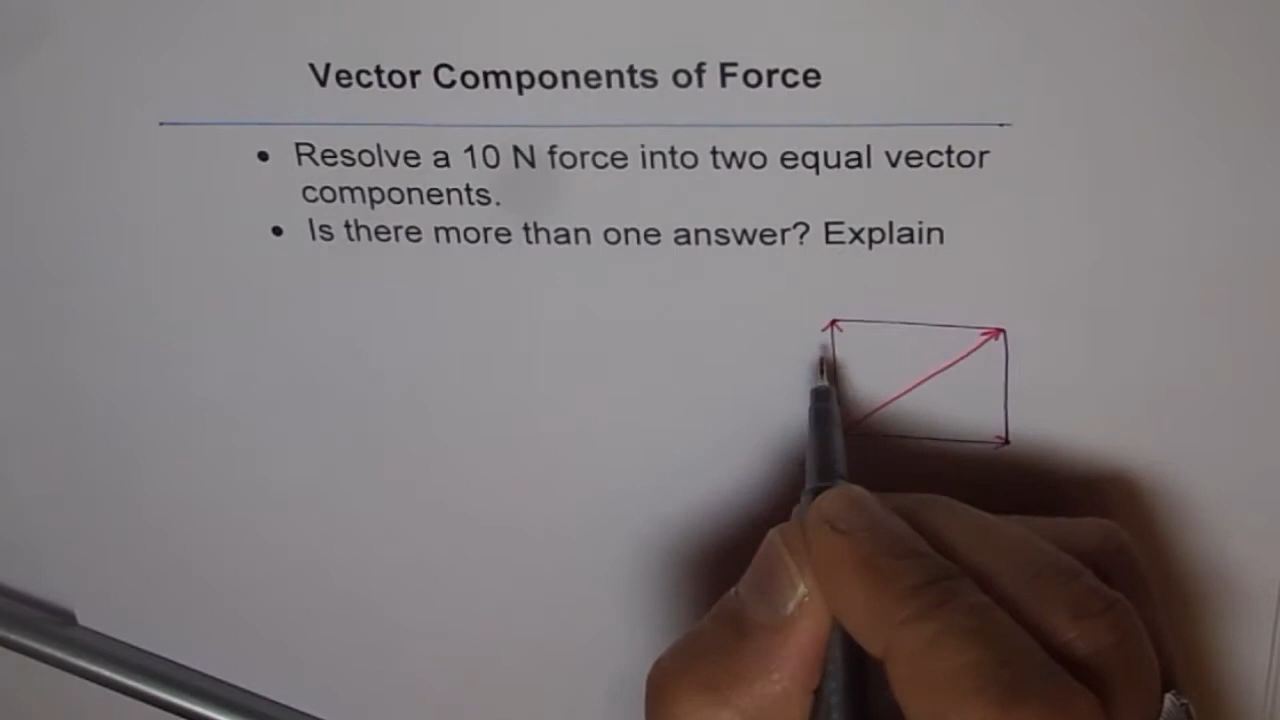 Vector Components of Force
• Resolve a 10 N force into two equal vector
components.
• Is there more than one answer? Explain